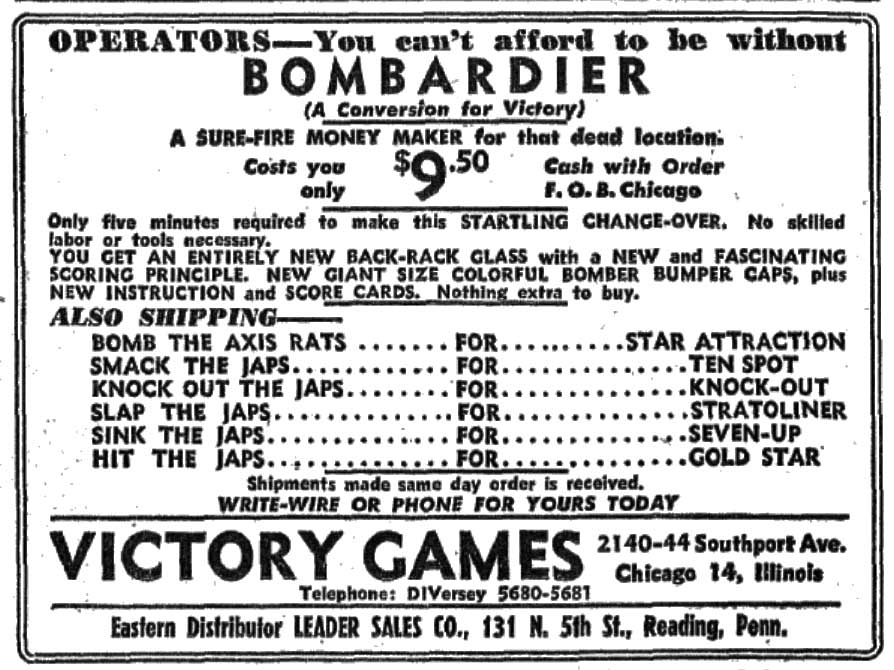 OPERATORS—You can't afford to be without
BOMBARDIER
(A Conversion for Victory)
A SURE-FIRE MONEY MAKER for that dead location.
Costs you only $9.50 Cash with Order F. O. B. Chicago
Only five minutes required to make this STARTLING CHANGE-OVER. No skilled
labor or tools necessary.
YOU GET AN ENTIRELY NEW BACK-RACK GLASS with a NEW and FASCINATING
SCORING PRINCIPLE. NEW GIANT SIZE COLORFUL BOMBER BUMPER CAPS, plus
NEW INSTRUCTION and SCORE CARDS. Nothing extra to buy.
ALSO SHIPPING—
BOMB THE AXIS RATS ........FOR..........STAR ATTRACTION
SMACK THE JAPS.............FOR..............TEN SPOT
KNOCK OUT THE JAPS........FOR..............KNOCK-OUT
SLAP THE JAPS..............FOR..............STRATOLINER
SINK THE JAPS..............FOR..............SEVEN-UP
HIT THE JAPS..............FOR..............GOLD STAR
Shipments made same day order is received.
WRITE-WIRE OR PHONE FOR YOURS TODAY
VICTORY GAMES 2140-44 Southport Ave.
Chicago 14, Illinois
Telephone: DIVersey 5680-5681
Eastern Distributor LEADER SALES CO., 131 N. 5th St., Reading, Penn.